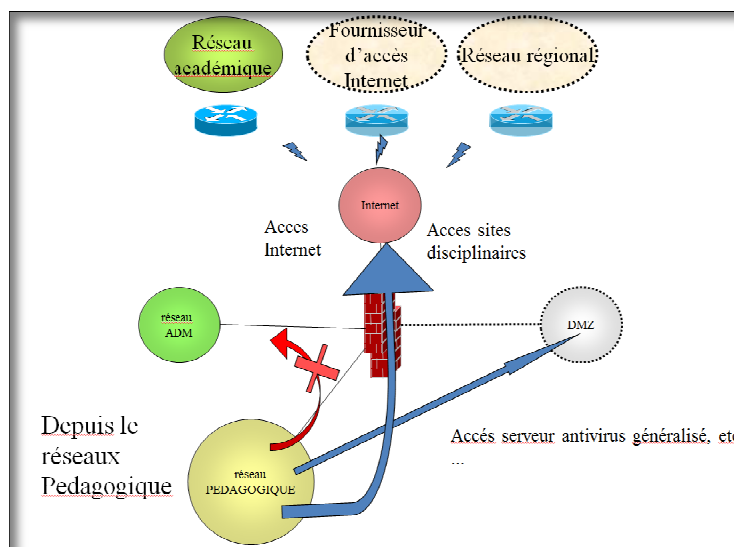 Réseau
académique
Fournisseur
d’accès
Internet
Réseau régional
Internet
Acces
Internet
Acces sites
disciplinaires
réseau
ADM
DMZ
Depuis le
réseaux
Pedagogique
réseau
PEDAGOGIQUE
Accés serveur antivirus généralisé, etc
...